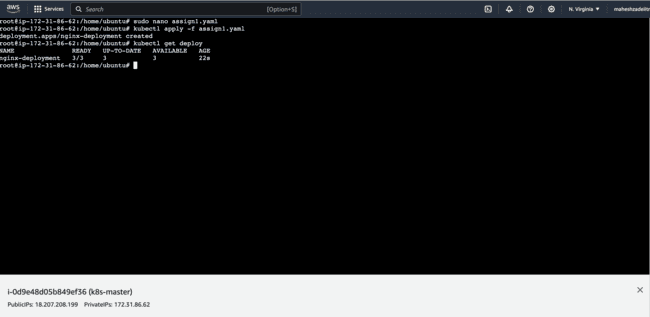 aws
Services
Search
[Option+S]
N. Virginia
root@ip-172-31-86-62:/home/ubuntu# sudo nano assign1.yaml
root@ip-172-31-86-62:/home/ubuntu# kubectl apply -f assign1.yaml
deployment.apps/nginx-deployment created
root@ip-172-31-86-62:/home/ubuntu# kubectl get deploy
NAME READY UP-TO-DATE AVAILABLE AGE
nginx-deployment 3/3 3 3 22s
root@ip-172-31-86-62:/home/ubuntu#
i-0d9e48d05b849ef36 (k8s-master)
PublicIPs: 18.207.208.199 PrivateIPs: 172.31.86.62